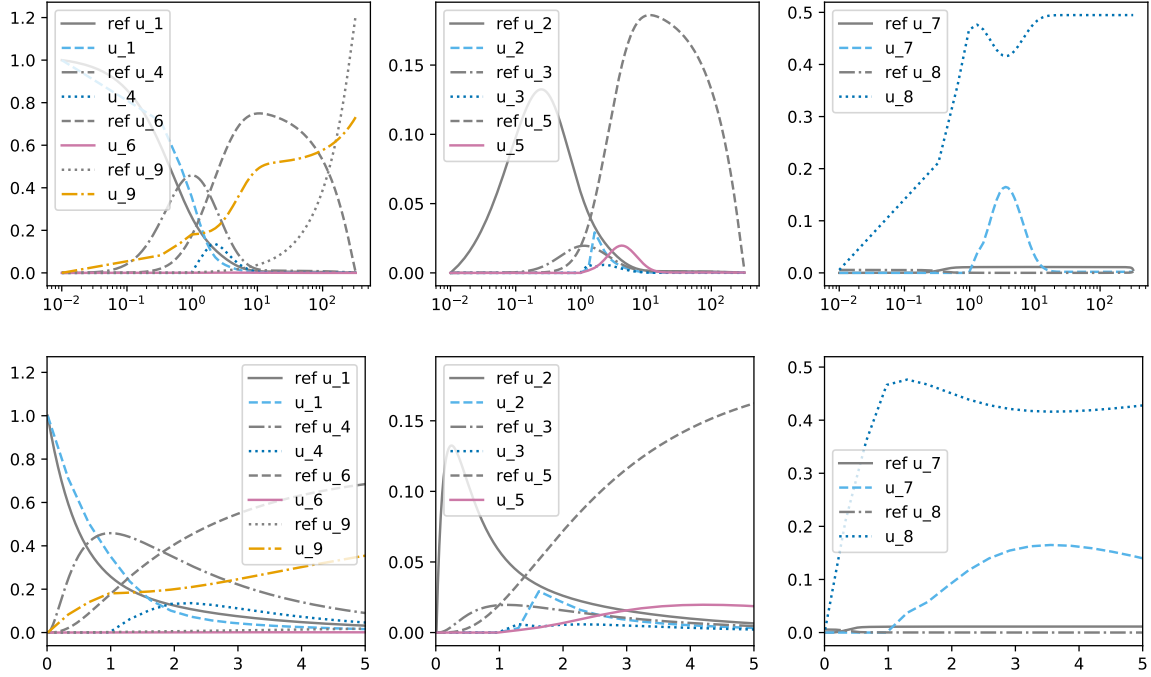 1.2
1.0
0.8
0.6
0.4
0.2
0.0
ref u_1
u_1
ref u_4
u_4
ref u_6
u_6
ref u_9
u_9
10⁻² 10⁻¹ 10⁰ 10¹ 10²
0.15
0.10
0.05
0.00
ref u_2
u_2
ref u_3
u_3
ref u_5
u_5
10⁻² 10⁻¹ 10⁰ 10¹ 10²
0.5
0.4
0.3
0.2
0.1
0.0
ref u_7
u_7
ref u_8
u_8
10⁻² 10⁻¹ 10⁰ 10¹ 10²
1.2
1.0
0.8
0.6
0.4
0.2
0.0
ref u_1
u_1
ref u_4
u_4
ref u_6
u_6
ref u_9
u_9
0 1 2 3 4 5
0.15
0.10
0.05
0.00
ref u_2
u_2
ref u_3
u_3
ref u_5
u_5
0 1 2 3 4 5
0.5
0.4
0.3
0.2
0.1
0.0
ref u_7
u_7
ref u_8
u_8
0 1 2 3 4 5